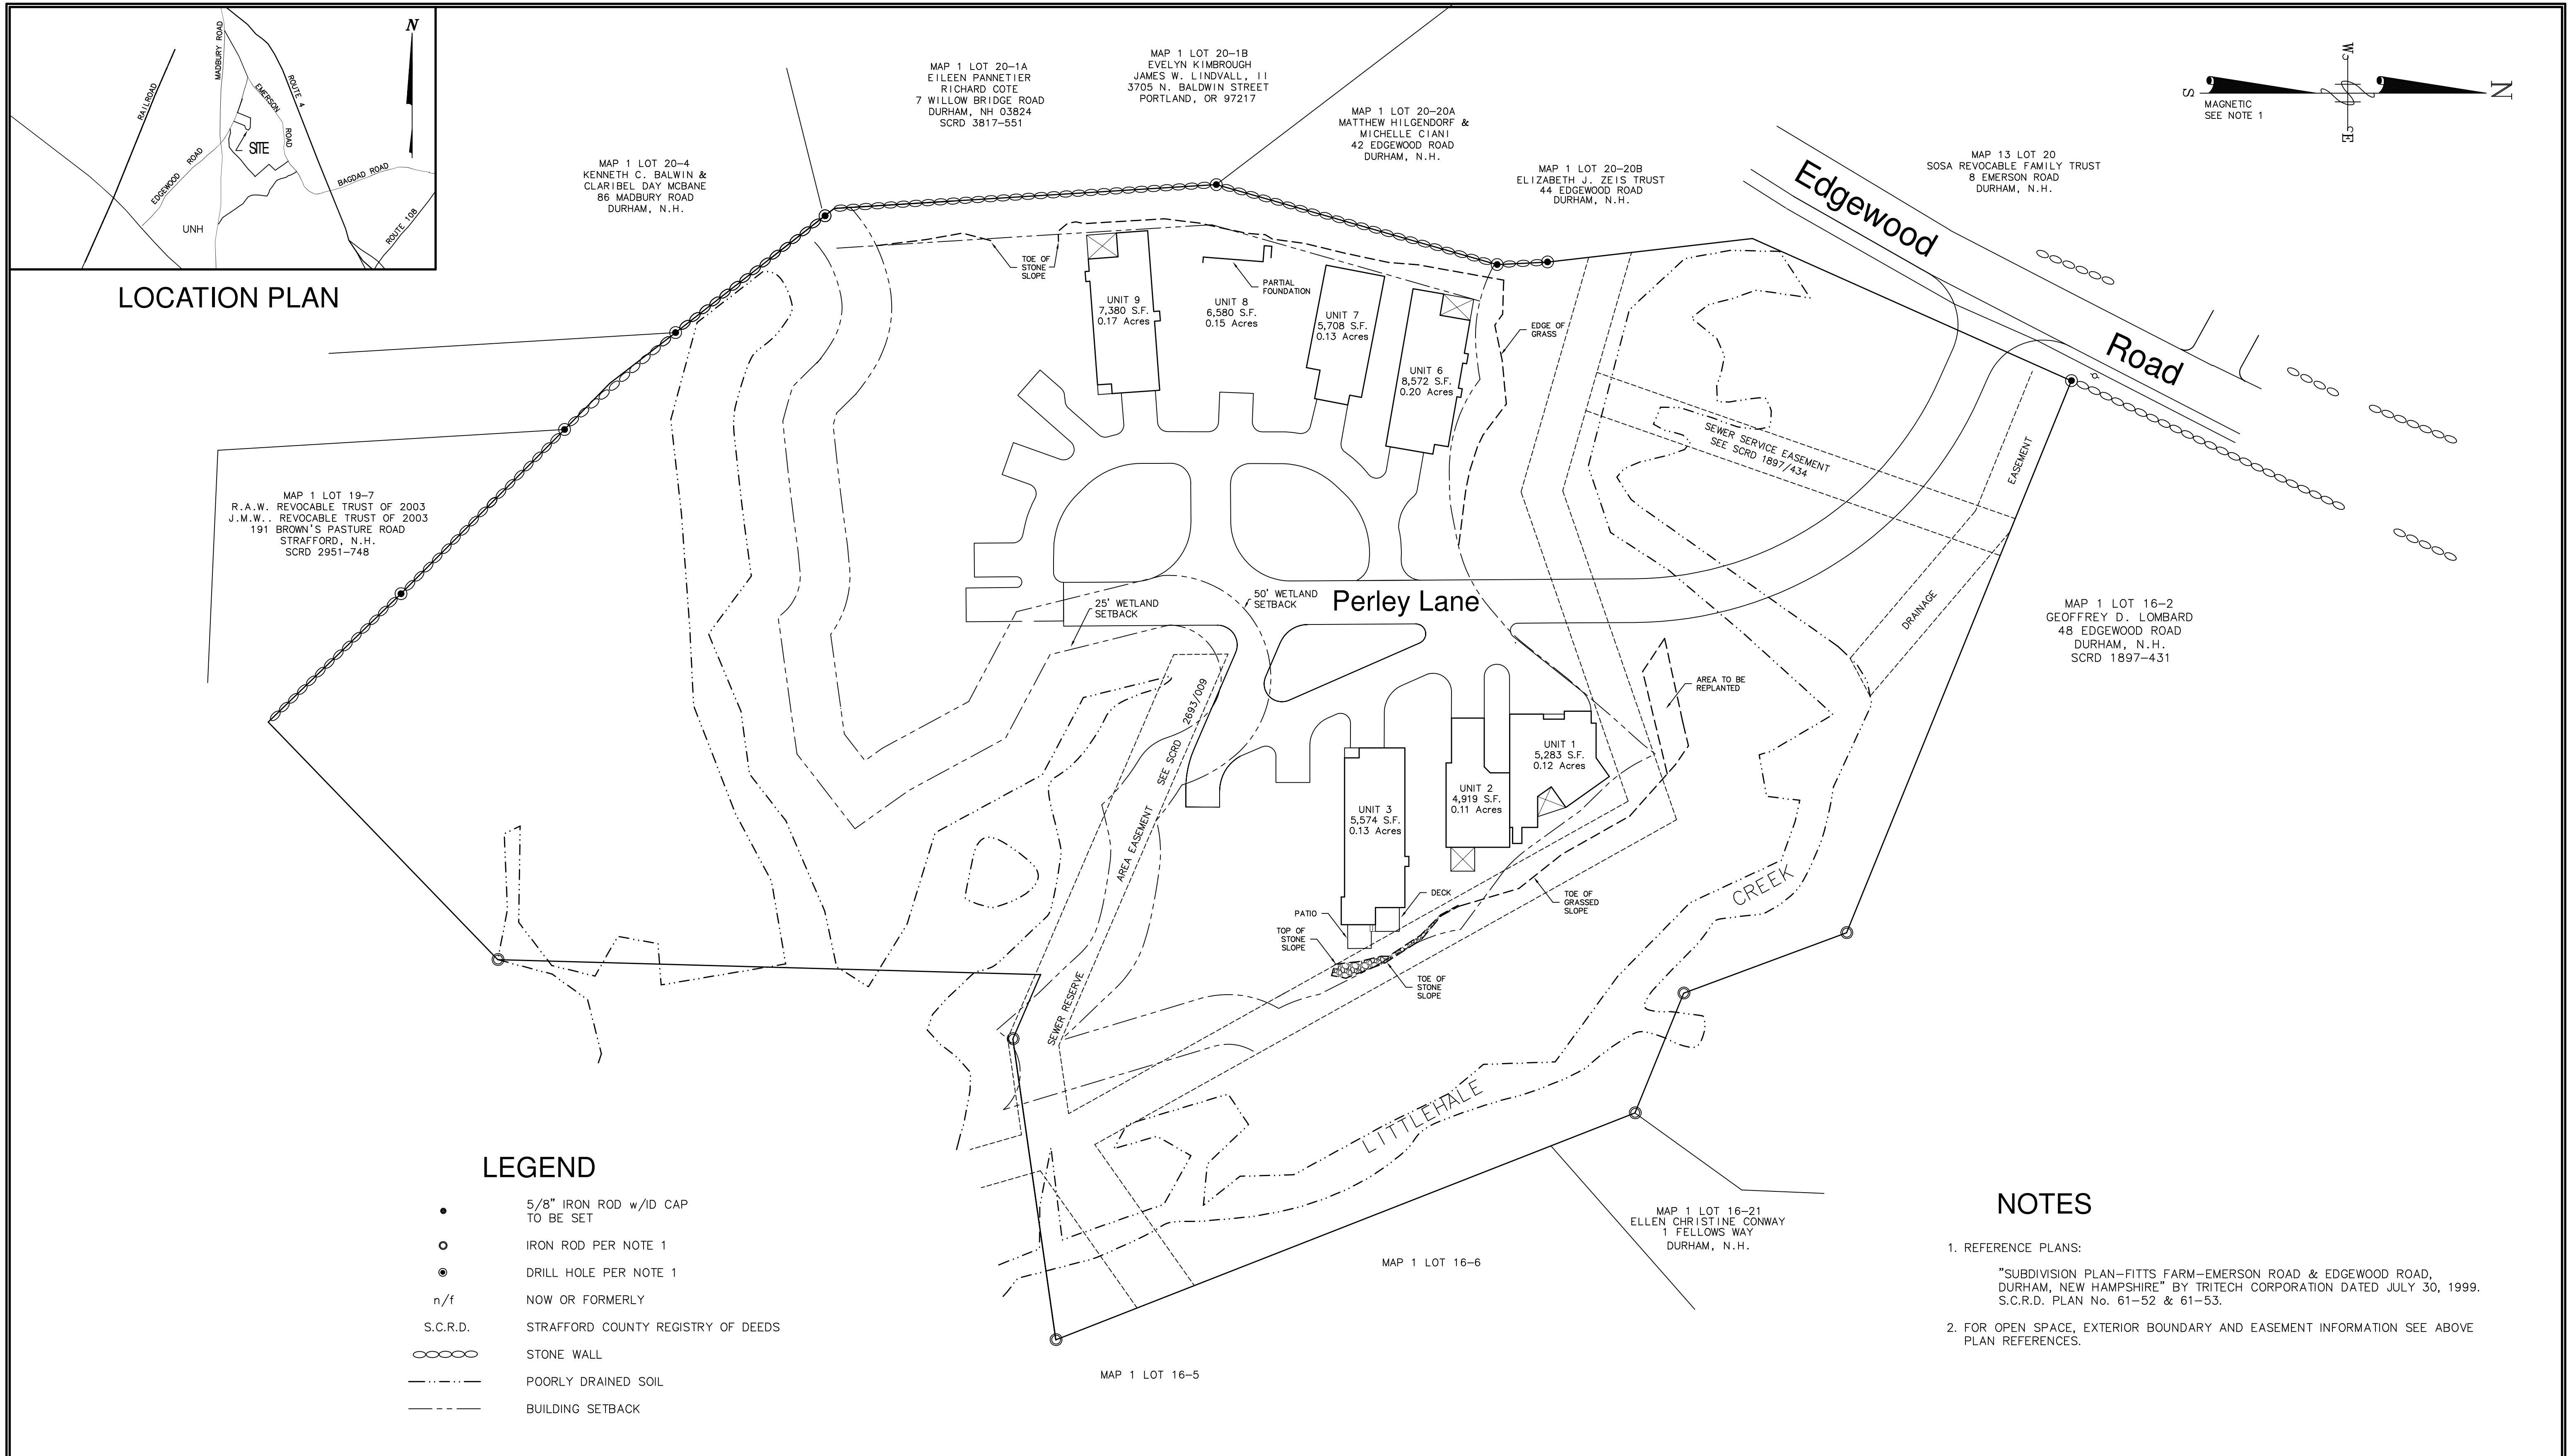 N
MADBURY ROAD
RAILROAD
EMERSON
ROAD
ROUTE 4
SITE
EDGEWOOD
ROAD
BAGDAD ROAD
UNH
ROUTE 108
LOCATION PLAN
MAP 1 LOT 20-4
KENNETH C. BALWIN &
CLARIBEL DAY MCBANE
86 MADBURY ROAD
DURHAM, N.H.
MAP 1 LOT 20-1A
EILEEN PANNETIER
RICHARD COTE
7 WILLOW BRIDGE ROAD
DURHAM, NH 03824
SCRD 3817-551
MAP 1 LOT 20-1B
EVELYN KIMBROUGH
JAMES W. LINDVALL, II
3705 N. BALDWIN STREET
PORTLAND, OR 97217
MAP 1 LOT 20-20A
MATTHEW HILGENDORF &
MICHELLE CIANI
42 EDGEWOOD ROAD
DURHAM, N.H.
MAP 1 LOT 20-20B
ELIZABETH J. ZEIS TRUST
44 EDGEWOOD ROAD
DURHAM, N.H.
MAP 13 LOT 20
SOSA REVOCABLE FAMILY TRUST
8 EMERSON ROAD
DURHAM, N.H.
W
S
N
E
MAGNETIC
SEE NOTE 1
Edgewood
Road
TOE OF
STONE
SLOPE
UNIT 9
7,380 S.F.
0.17 Acres
PARTIAL
FOUNDATION
UNIT 8
6,580 S.F.
0.15 Acres
UNIT 7
5,708 S.F.
0.13 Acres
UNIT 6
8,572 S.F.
0.20 Acres
EDGE OF
GRASS
SEWER SERVICE EASEMENT
SEE SCRD 1897/434
EASEMENT
DRAINAGE
MAP 1 LOT 19-7
R.A.W. REVOCABLE TRUST OF 2003
J.M.W.. REVOCABLE TRUST OF 2003
191 BROWN'S PASTURE ROAD
STRAFFORD, N.H.
SCRD 2951-748
25' WETLAND
SETBACK
50' WETLAND
SETBACK
Perley Lane
MAP 1 LOT 16-2
GEOFFREY D. LOMBARD
48 EDGEWOOD ROAD
DURHAM, N.H.
SCRD 1897-431
AREA TO BE
REPLANTED
SEWER RESERVE
AREA EASEMENT
SEE SCRD 2693/009
UNIT 1
5,283 S.F.
0.12 Acres
UNIT 2
4,919 S.F.
0.11 Acres
UNIT 3
5,574 S.F.
0.13 Acres
DECK
PATIO
TOP OF
STONE
SLOPE
TOE OF
STONE
SLOPE
TOE OF
GRASSED
SLOPE
LITTLEHALE
CREEK
MAP 1 LOT 16-21
ELLEN CHRISTINE CONWAY
1 FELLOWS WAY
DURHAM, N.H.
MAP 1 LOT 16-6
MAP 1 LOT 16-5
LEGEND
5/8" IRON ROD w/ID CAP
TO BE SET
IRON ROD PER NOTE 1
DRILL HOLE PER NOTE 1
n/f NOW OR FORMERLY
S.C.R.D. STRAFFORD COUNTY REGISTRY OF DEEDS
STONE WALL
POORLY DRAINED SOIL
BUILDING SETBACK
NOTES
1. REFERENCE PLANS:
"SUBDIVISION PLAN-FITTS FARM-EMERSON ROAD & EDGEWOOD ROAD,
DURHAM, NEW HAMPSHIRE" BY TRITECH CORPORATION DATED JULY 30, 1999.
S.C.R.D. PLAN No. 61-52 & 61-53.
2. FOR OPEN SPACE, EXTERIOR BOUNDARY AND EASEMENT INFORMATION SEE ABOVE
PLAN REFERENCES.